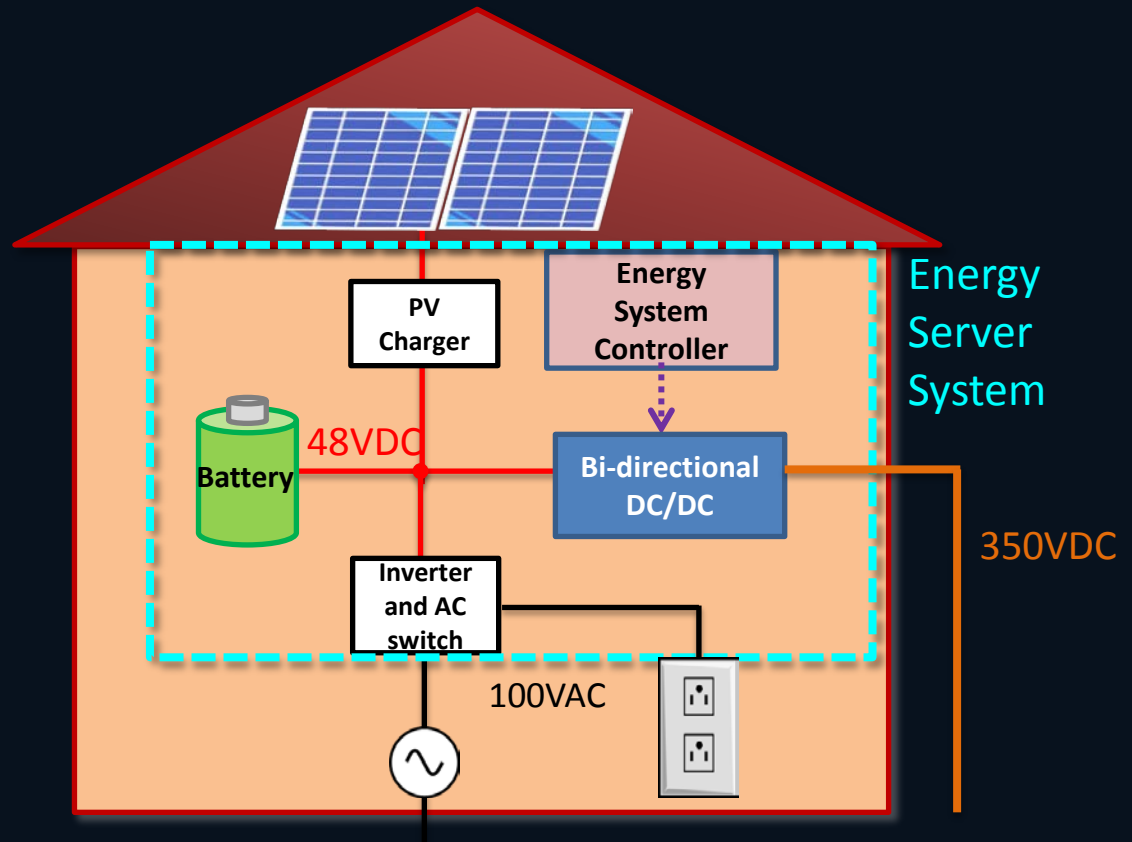 PV
Charger
Energy
System
Controller
Energy
Server
System
Battery
48VDC
Bi-directional
DC/DC
350VDC
Inverter
and AC
switch
100VAC